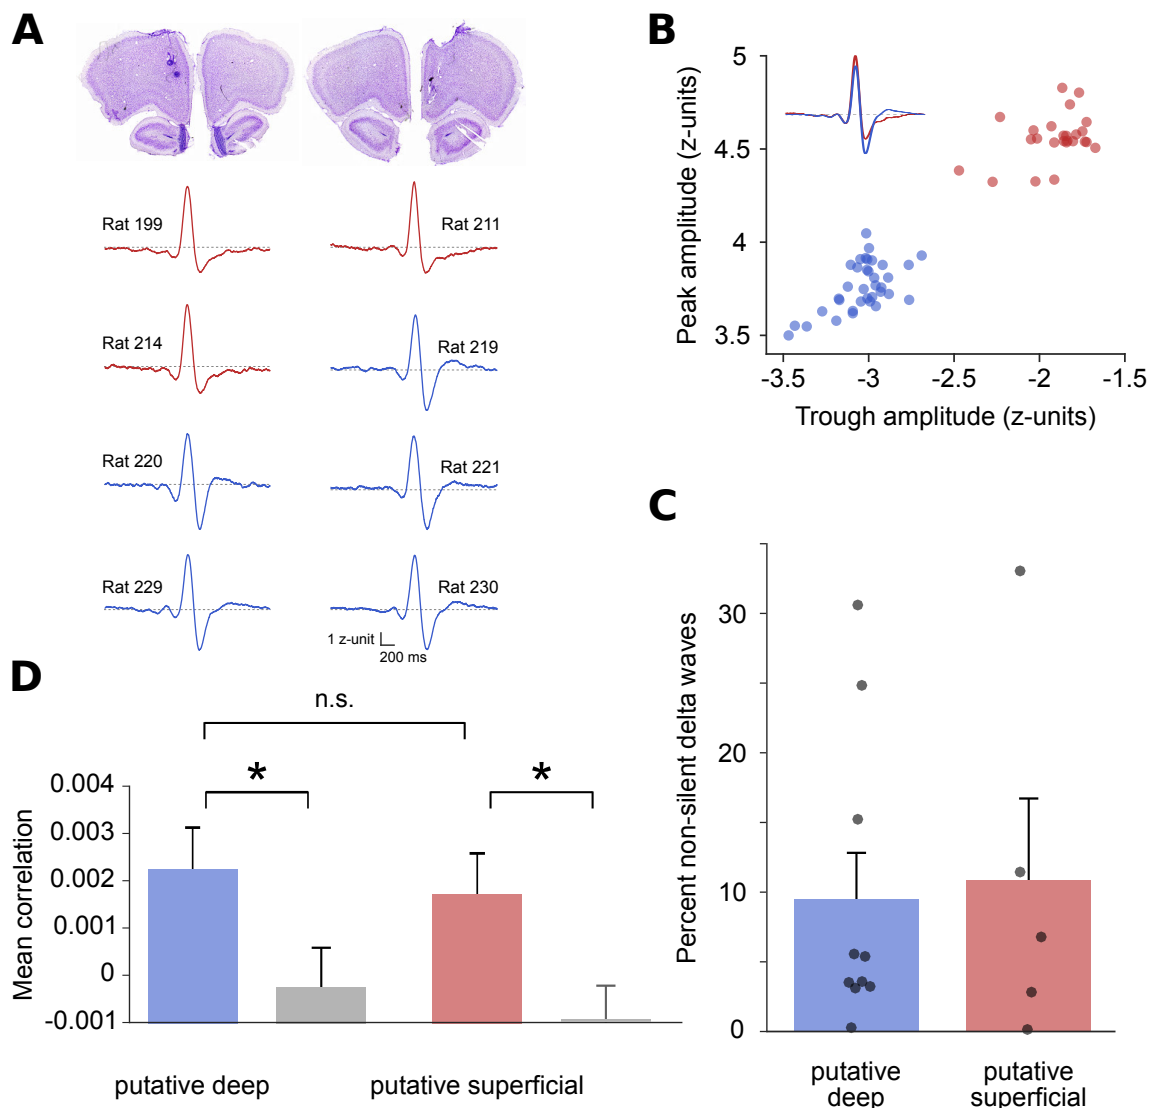 A
Rat 199
Rat 211
Rat 214
Rat 219
Rat 220
Rat 221
Rat 229
Rat 230
1 z-unit
200 ms
B
Peak amplitude (z-units)
5
4.5
4
3.5
-3.5
-3
-2.5
-2
-1.5
Trough amplitude (z-units)
C
Percent non-silent delta waves
30
20
10
0
putative
deep
putative
superficial
D
n.s.
*
*
Mean correlation
0.004
0.003
0.002
0.001
0
-0.001
putative deep
putative superficial